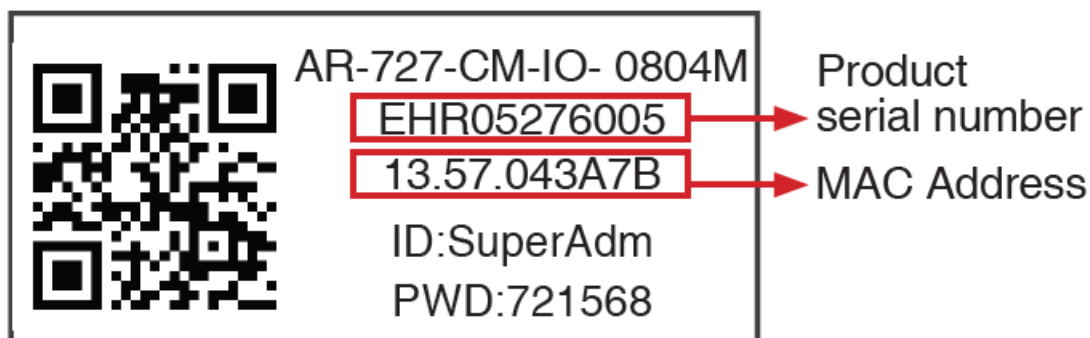 AR-727-CM-IO- 0804M
EHR05276005
13.57.043A7B
ID:SuperAdm
PWD:721568
Product
serial number
MAC Address